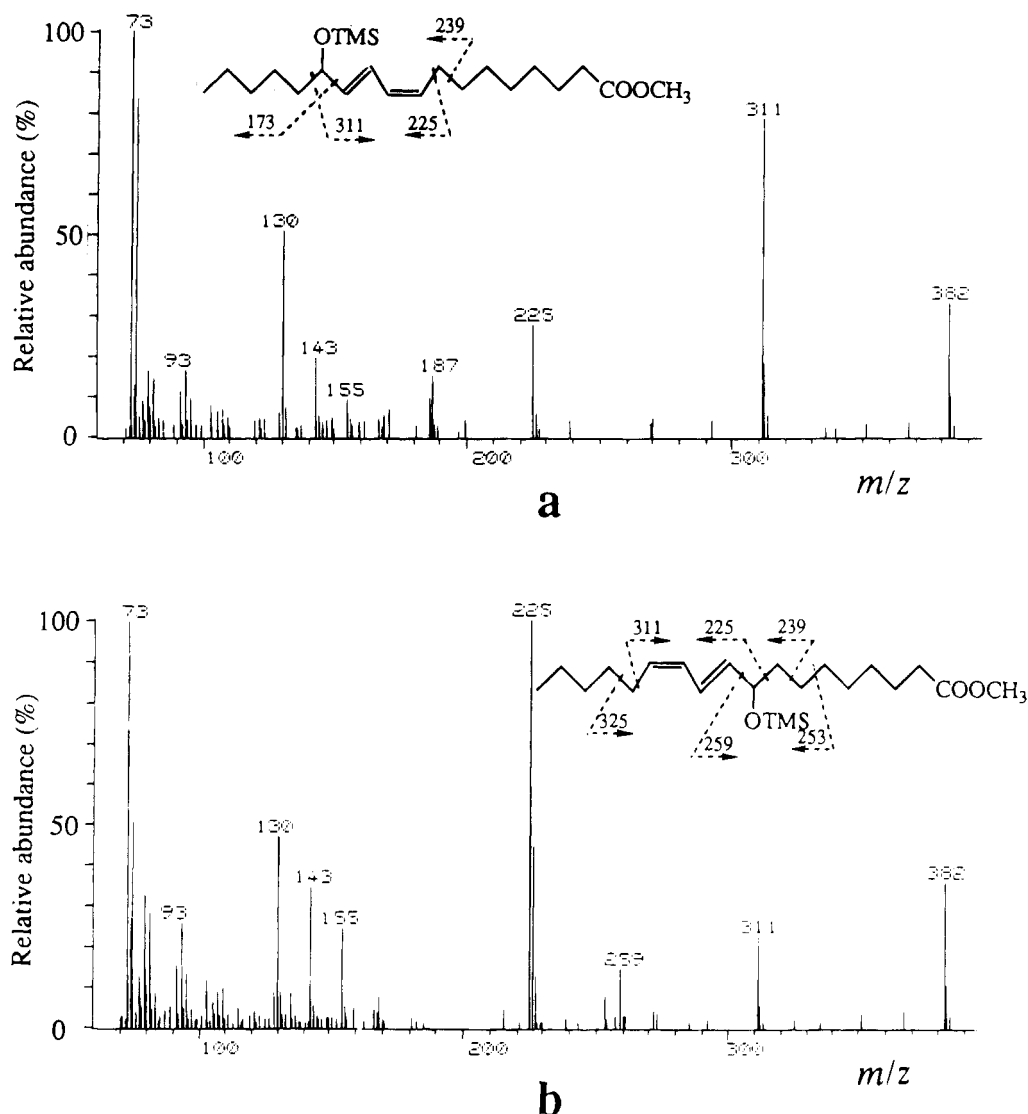 100 73
239
OTMS
COOCH3
173 311 225
311
Relative abundance (%)
130
50
382
225
143
93
155
187
0
100 200 300
m/z
a
100 73
225
311 225 239
COOCH3
OTMS
325 259 253
Relative abundance (%)
50
130
143
382
93
155
311
259
0
100 200 300
m/z
b